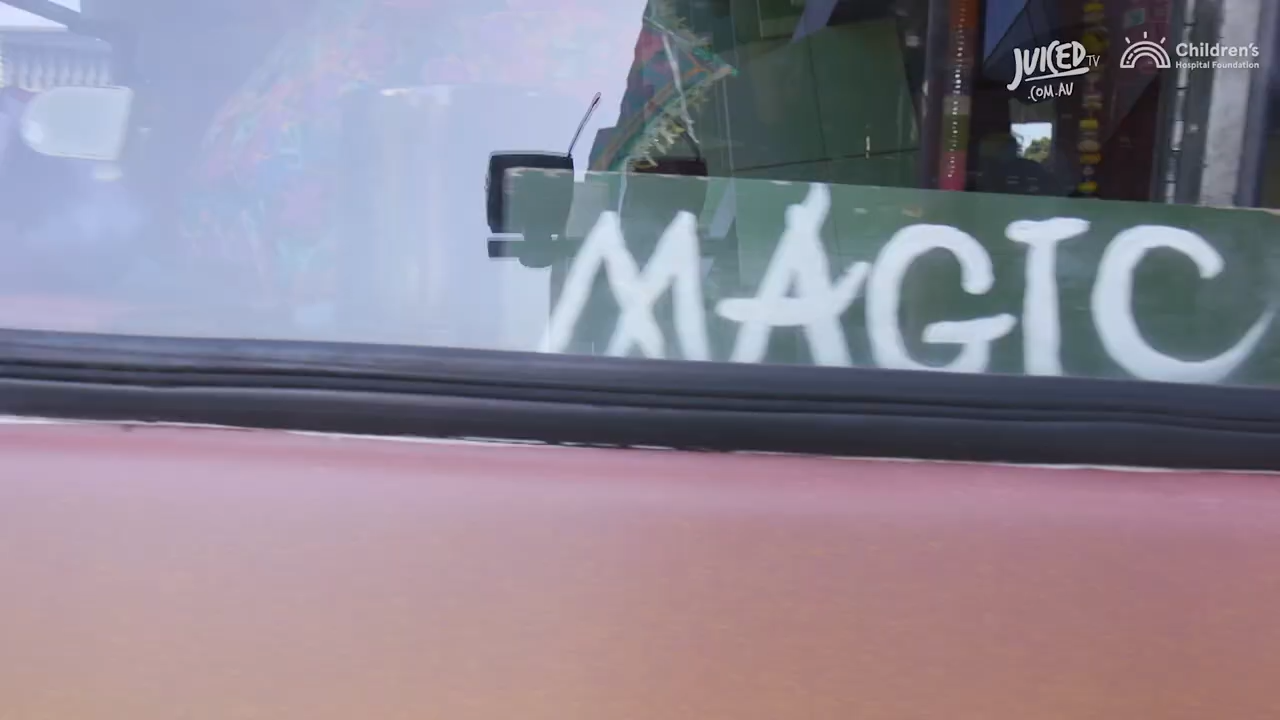 JUICED TV
.COM.AU
Children's
Hospital Foundation
MAGIC